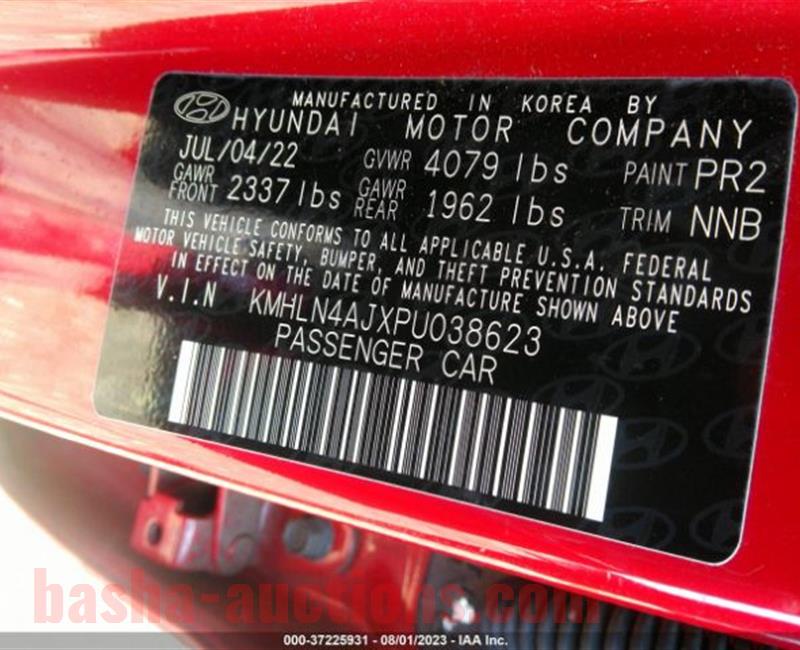 MANUFACTURED IN KOREA BY
HYUNDAI MOTOR COMPANY
JUL/04/22 GVWR 4079 lbs PAINT PR2
GAWR FRONT 2337 lbs GAWR REAR 1962 lbs TRIM NNB
THIS VEHICLE CONFORMS TO ALL APPLICABLE U.S.A. FEDERAL
MOTOR VEHICLE SAFETY, BUMPER, AND THEFT PREVENTION STANDARDS
IN EFFECT ON THE DATE OF MANUFACTURE SHOWN ABOVE
V.I.N KMHLN4AJXPU038623
PASSENGER CAR
basha-auctions.com
000-37225931 - 08/01/2023 - IAA Inc.